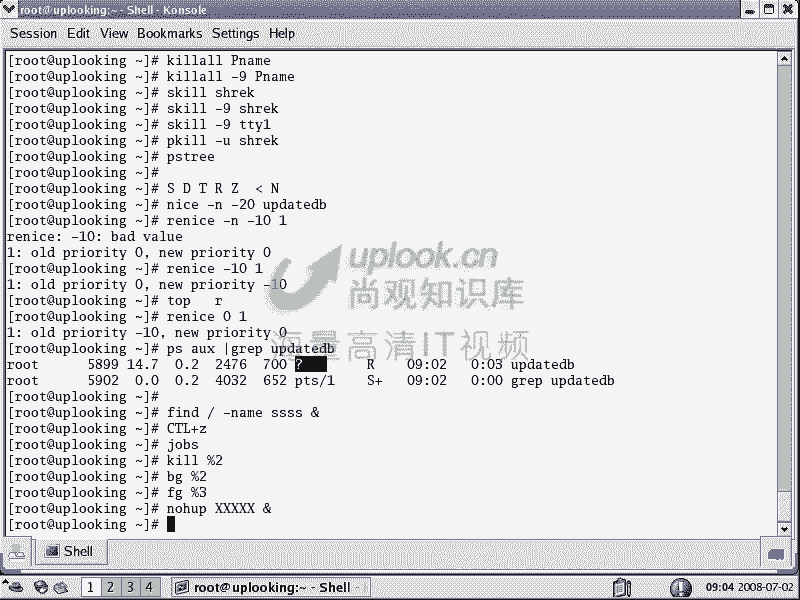 root@uplooking:~ - Shell - Konsole
Session Edit View Bookmarks Settings Help
[root@uplooking ~]# killall Pname
[root@uplooking ~]# killall -9 Pname
[root@uplooking ~]# skill shrek
[root@uplooking ~]# skill -9 shrek
[root@uplooking ~]# skill -9 tty1
[root@uplooking ~]# pkill -u shrek
[root@uplooking ~]# pstree
[root@uplooking ~]#
[root@uplooking ~]# S D T R Z  < N
[root@uplooking ~]# nice -n -20 updatedb
[root@uplooking ~]# renice -n -10 1
renice: -10: bad value
1: old priority 0, new priority 0
[root@uplooking ~]# renice -10 1
1: old priority 0, new priority -10
[root@uplooking ~]# top   r
[root@uplooking ~]# renice 0 1
1: old priority -10, new priority 0
[root@uplooking ~]# ps aux |grep updatedb
root      5899 14.7  0.2  2476  700 ?     R    09:02   0:03 updatedb
root      5902  0.0  0.2  4032  652 pts/1    S+   09:02   0:00 grep updatedb
[root@uplooking ~]#
[root@uplooking ~]# find / -name ssss &
[root@uplooking ~]# CTL+z
[root@uplooking ~]# jobs
[root@uplooking ~]# kill %2
[root@uplooking ~]# bg %2
[root@uplooking ~]# fg %3
[root@uplooking ~]# nohup XXXXX &
[root@uplooking ~]#
uplook.cn
尚观知识库
海量高清IT视频
Shell
1 2 3 4
root@uplooking:~ - Shell -
09:04 2008-07-02